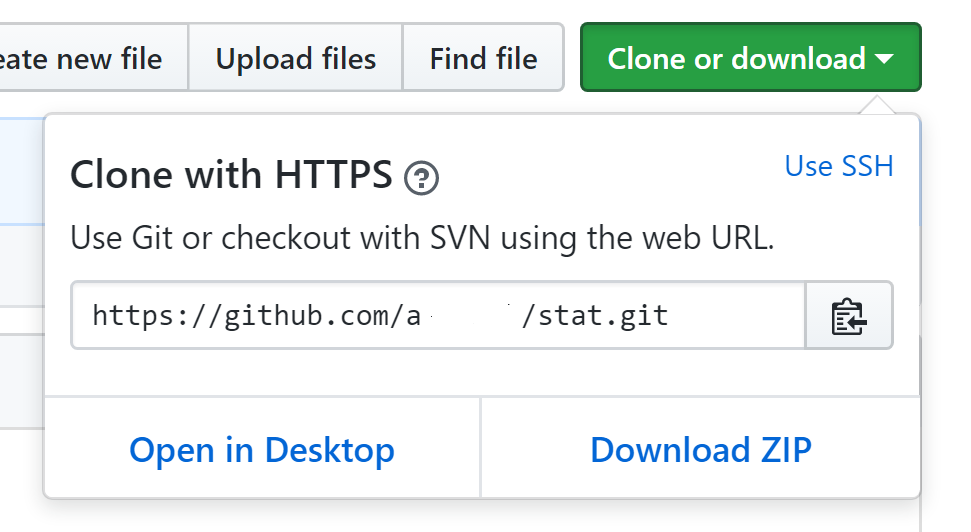 eate new file Upload files Find file Clone or download
Clone with HTTPS ? Use SSH
Use Git or checkout with SVN using the web URL.
https://github.com/a /stat.git
Open in Desktop Download ZIP